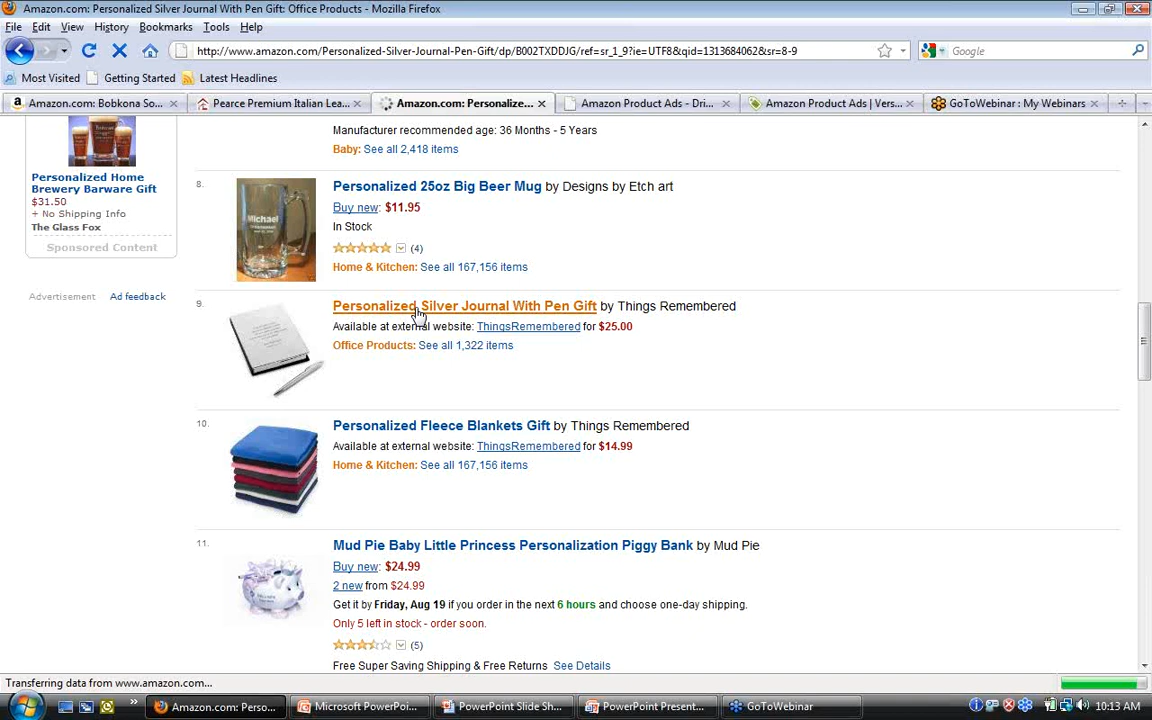 Amazon.com: Personalized Silver Journal With Pen Gift: Office Products - Mozilla Firefox
File Edit View History Bookmarks Tools Help
http://www.amazon.com/Personalized-Silver-Journal-Pen-Gift/dp/B002TXDDJG/ref=sr_1_9?ie=UTF8&qid=1313684062&sr=8-9
Google
Most Visited Getting Started Latest Headlines
Amazon.com: Bobkona So...
Pearce Premium Italian Lea...
Amazon.com: Personalize...
Amazon Product Ads - Dri...
Amazon Product Ads | Vers...
GoToWebinar : My Webinars
Personalized Home
Brewery Barware Gift
$31.50
+ No Shipping Info
The Glass Fox
Sponsored Content
Advertisement Ad feedback
Manufacturer recommended age: 36 Months - 5 Years
Baby: See all 2,418 items
8.
Personalized 25oz Big Beer Mug by Designs by Etch art
Buy new: $11.95
In Stock
(4)
Home & Kitchen: See all 167,156 items
Michael
9.
Personalized Silver Journal With Pen Gift by Things Remembered
Available at external website: ThingsRemembered for $25.00
Office Products: See all 1,322 items
10.
Personalized Fleece Blankets Gift by Things Remembered
Available at external website: ThingsRemembered for $14.99
Home & Kitchen: See all 167,156 items
11.
Mud Pie Baby Little Princess Personalization Piggy Bank by Mud Pie
Buy new: $24.99
2 new from $24.99
Get it by Friday, Aug 19 if you order in the next 6 hours and choose one-day shipping.
Only 5 left in stock - order soon.
(5)
Free Super Saving Shipping & Free Returns See Details
Transferring data from www.amazon.com...
Amazon.com: Perso...
Microsoft PowerPoi...
PowerPoint Slide Sh...
PowerPoint Present...
GoToWebinar
10:13 AM